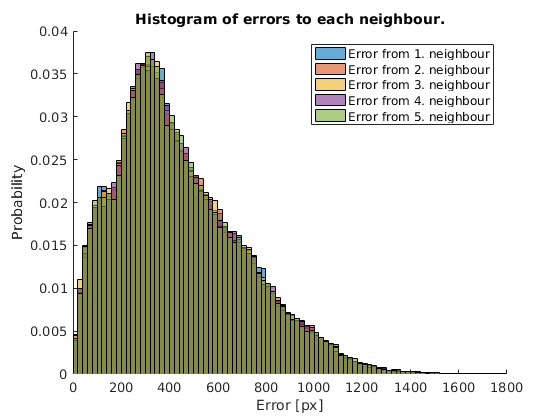 Histogram of errors to each neighbour.
0.04
0.035
0.03
0.025
0.02
0.015
0.01
0.005
0
Probability
Error from 1. neighbour
Error from 2. neighbour
Error from 3. neighbour
Error from 4. neighbour
Error from 5. neighbour
0 200 400 600 800 1000 1200 1400 1600 1800
Error [px]